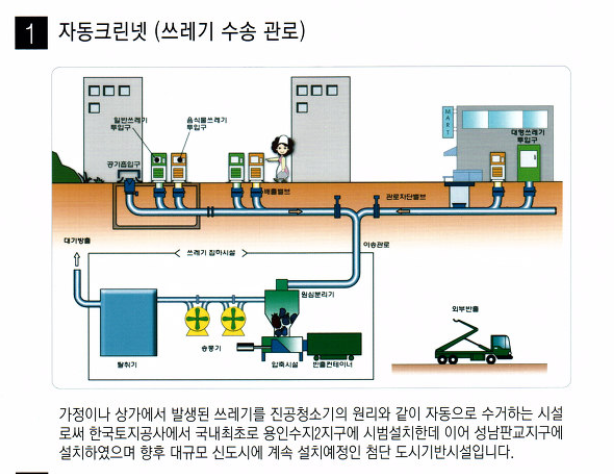 1 자동크린넷 (쓰레기 수송 관로)
일반쓰레기
투입구
음식물쓰레기
투입구
MART
대형쓰레기
투입구
공기흡입구
배출밸브
관로차단밸브
대기방출
쓰레기 집하시설
이송관로
원심분리기
외부반출
송풍기
탈취기
압축시설
반출컨테이너
가정이나 상가에서 발생된 쓰레기를 진공청소기의 원리와 같이 자동으로 수거하는 시설
로써 한국토지공사에서 국내최초로 용인수지2지구에 시범설치한데 이어 성남판교지구에
설치하였으며 향후 대규모 신도시에 계속 설치예정인 첨단 도시기반시설입니다.